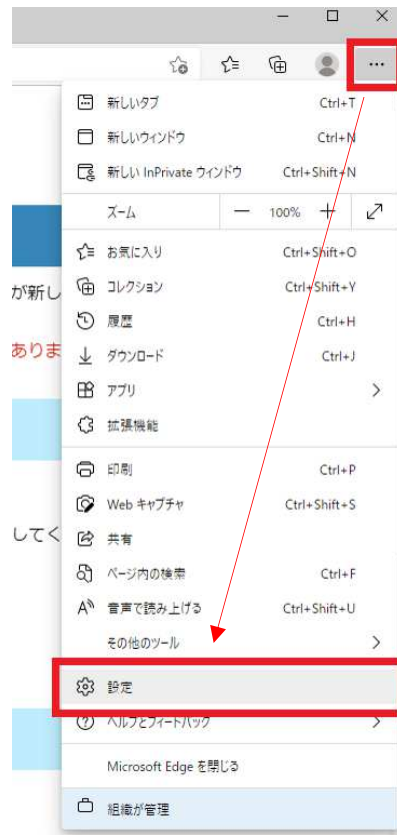 新しいタブ Ctrl+T
新しいウィンドウ Ctrl+N
新しい InPrivate ウィンドウ Ctrl+Shift+N
ズーム — 100% +
お気に入り Ctrl+Shift+O
が新し
コレクション Ctrl+Shift+Y
履歴 Ctrl+H
ありま
ダウンロード Ctrl+J
アプリ
拡張機能
印刷 Ctrl+P
Web キャプチャ Ctrl+Shift+S
してく
共有
ページ内の検索 Ctrl+F
音声で読み上げる Ctrl+Shift+U
その他のツール
設定
ヘルプとフィードバック
Microsoft Edge を閉じる
組織が管理